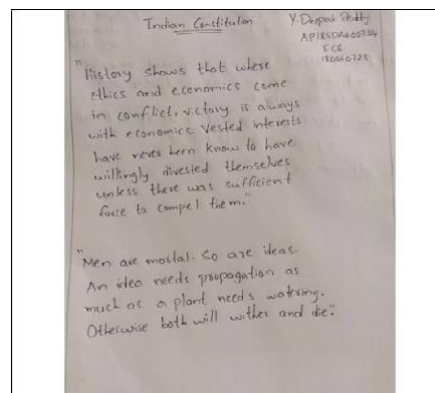 Indian Constitution
Y. Deepak Reddy
ECE
"History shows that where
ethics and economics come
in conflict, victory is always
with economics. Vested interests
have never been know to have
willingly divested themselves
unless there was sufficient
force to compel them."
"Men are mortal. So are ideas.
An idea needs propagation as
much as a plant needs watring.
Otherwise both will wither and die."